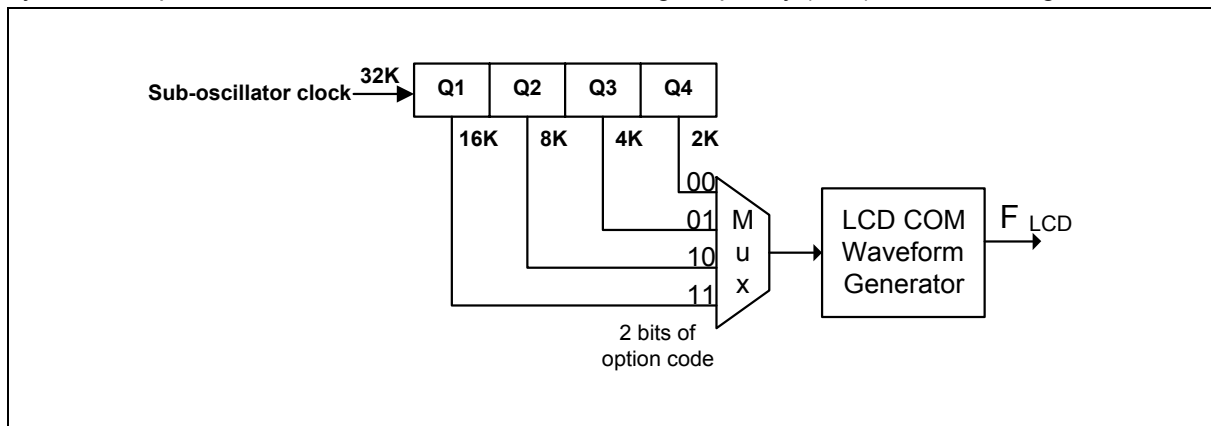 32K
Sub-oscillator clock
Q1 Q2 Q3 Q4
16K 8K 4K 2K
00
01
10
11
M
u
x
2 bits of
option code
LCD COM
Waveform
Generator
F LCD